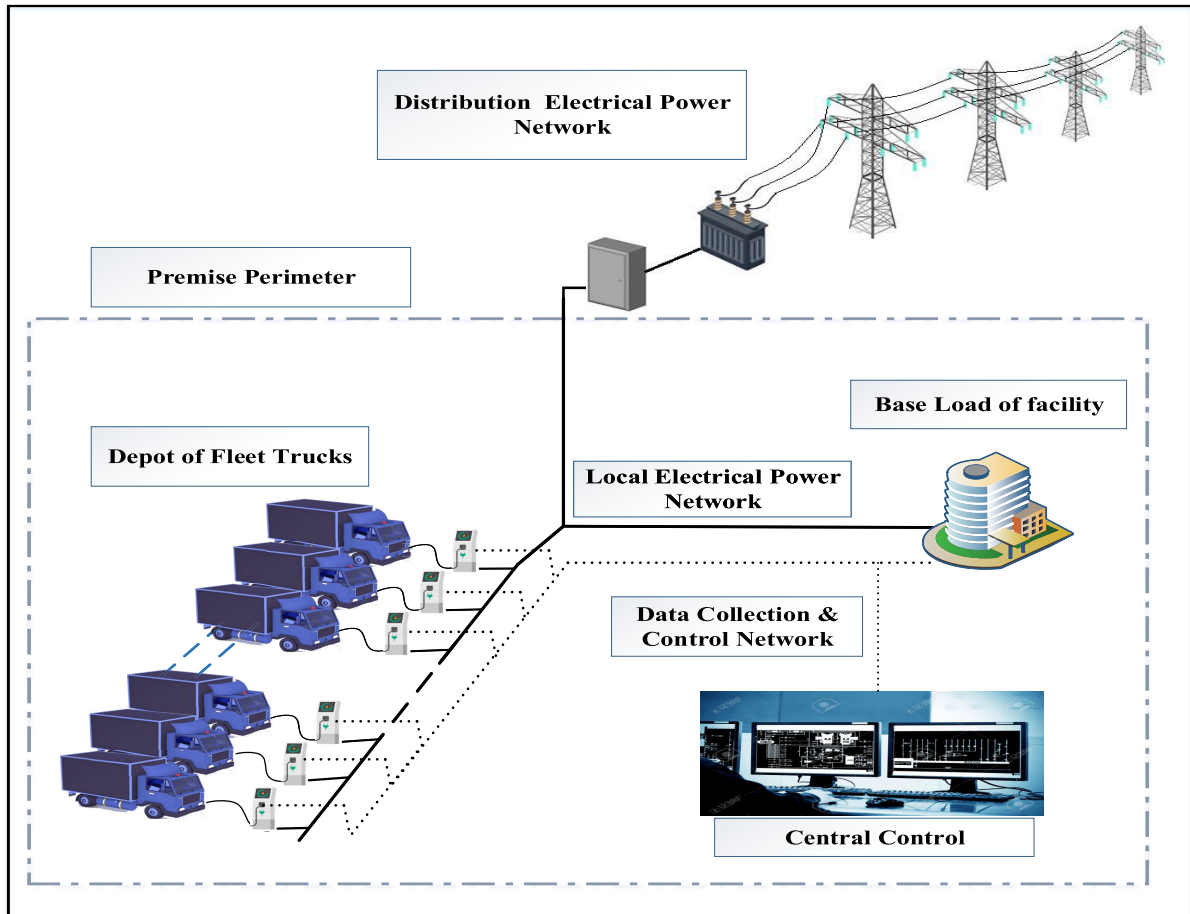 Distribution Electrical Power
Network
Premise Perimeter
Base Load of facility
Depot of Fleet Trucks
Local Electrical Power
Network
Data Collection &
Control Network
Central Control